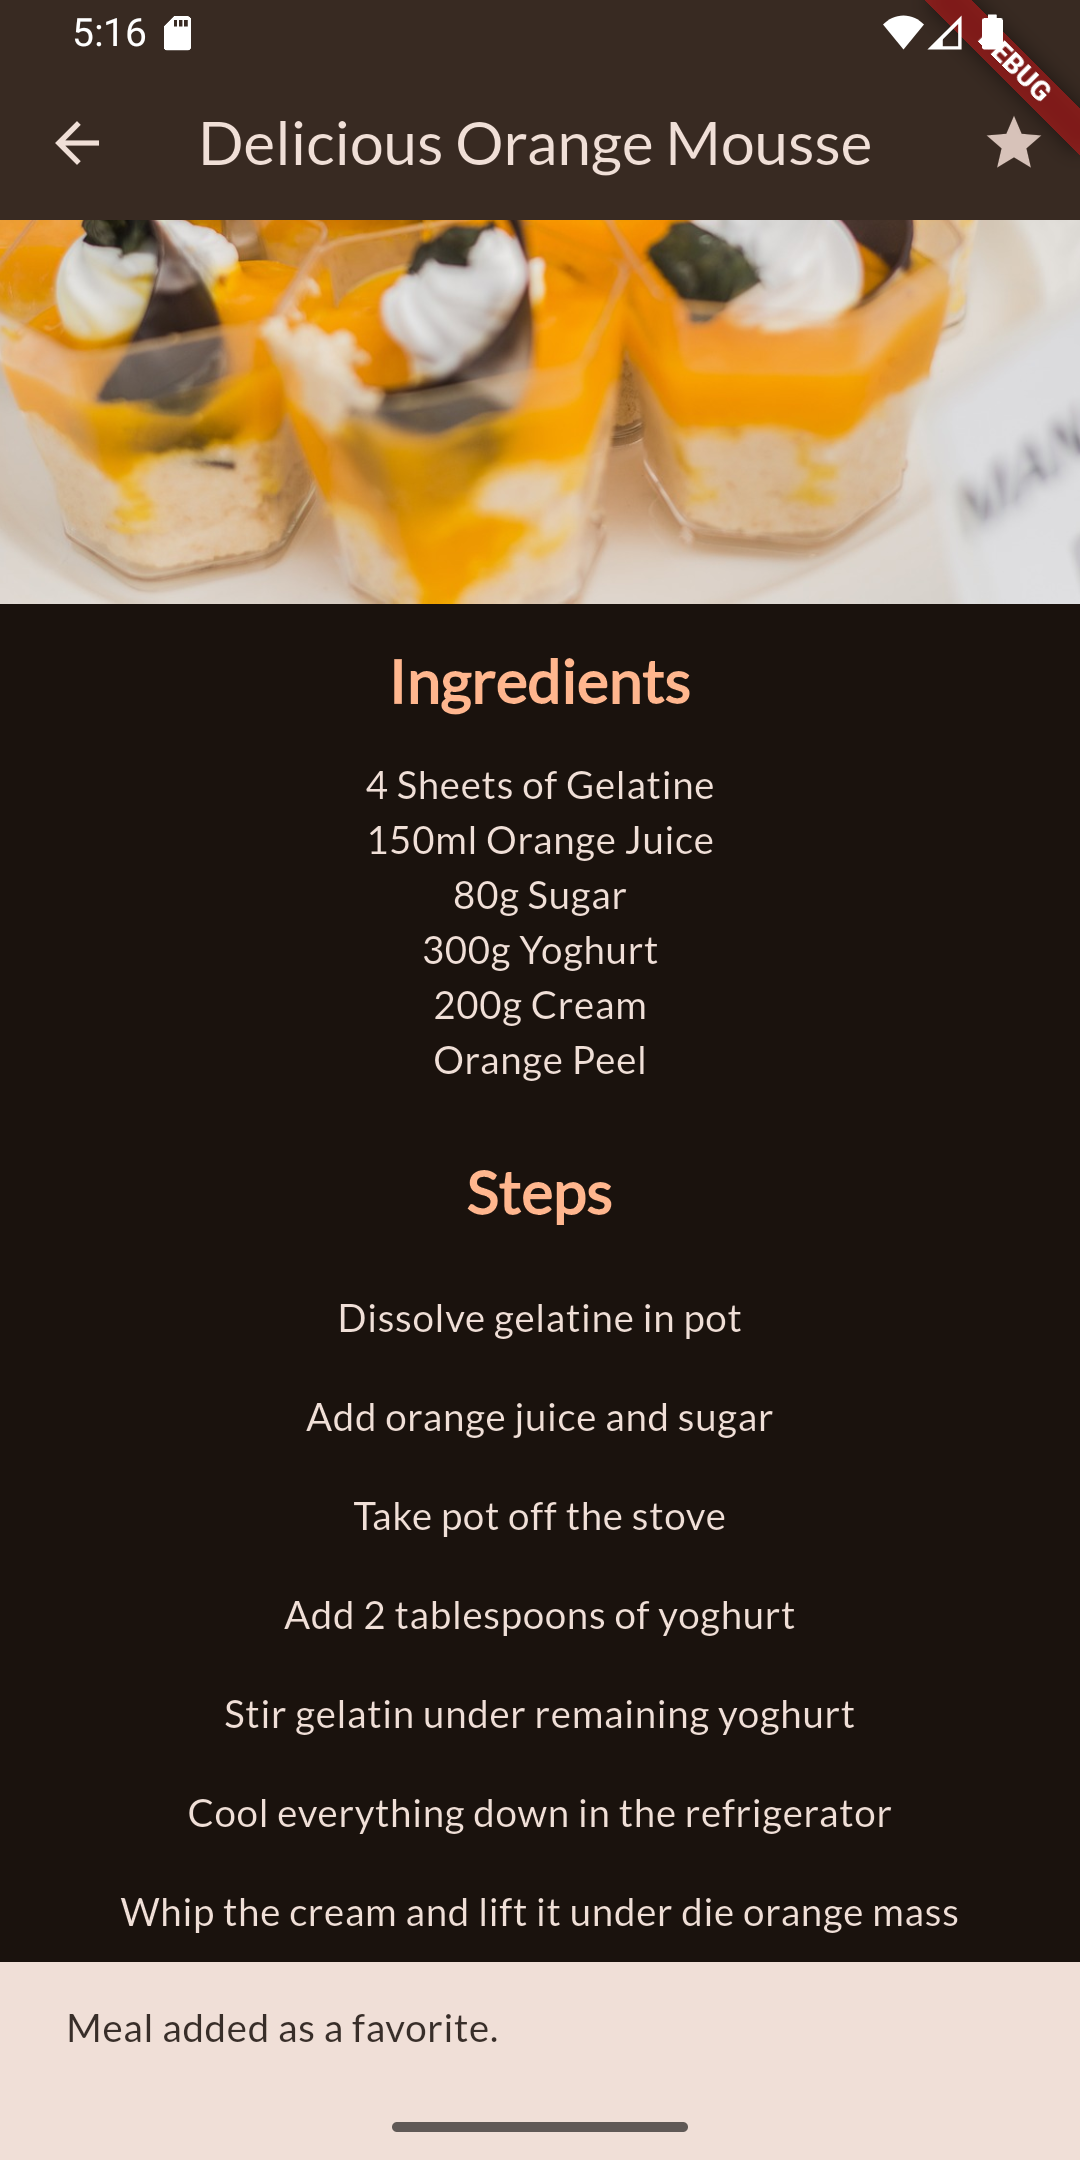 5:16
EBUG
Delicious Orange Mousse
MAN
Ingredients
4 Sheets of Gelatine
150ml Orange Juice
80g Sugar
300g Yoghurt
200g Cream
Orange Peel
Steps
Dissolve gelatine in pot
Add orange juice and sugar
Take pot off the stove
Add 2 tablespoons of yoghurt
Stir gelatin under remaining yoghurt
Cool everything down in the refrigerator
Whip the cream and lift it under die orange mass
Meal added as a favorite.